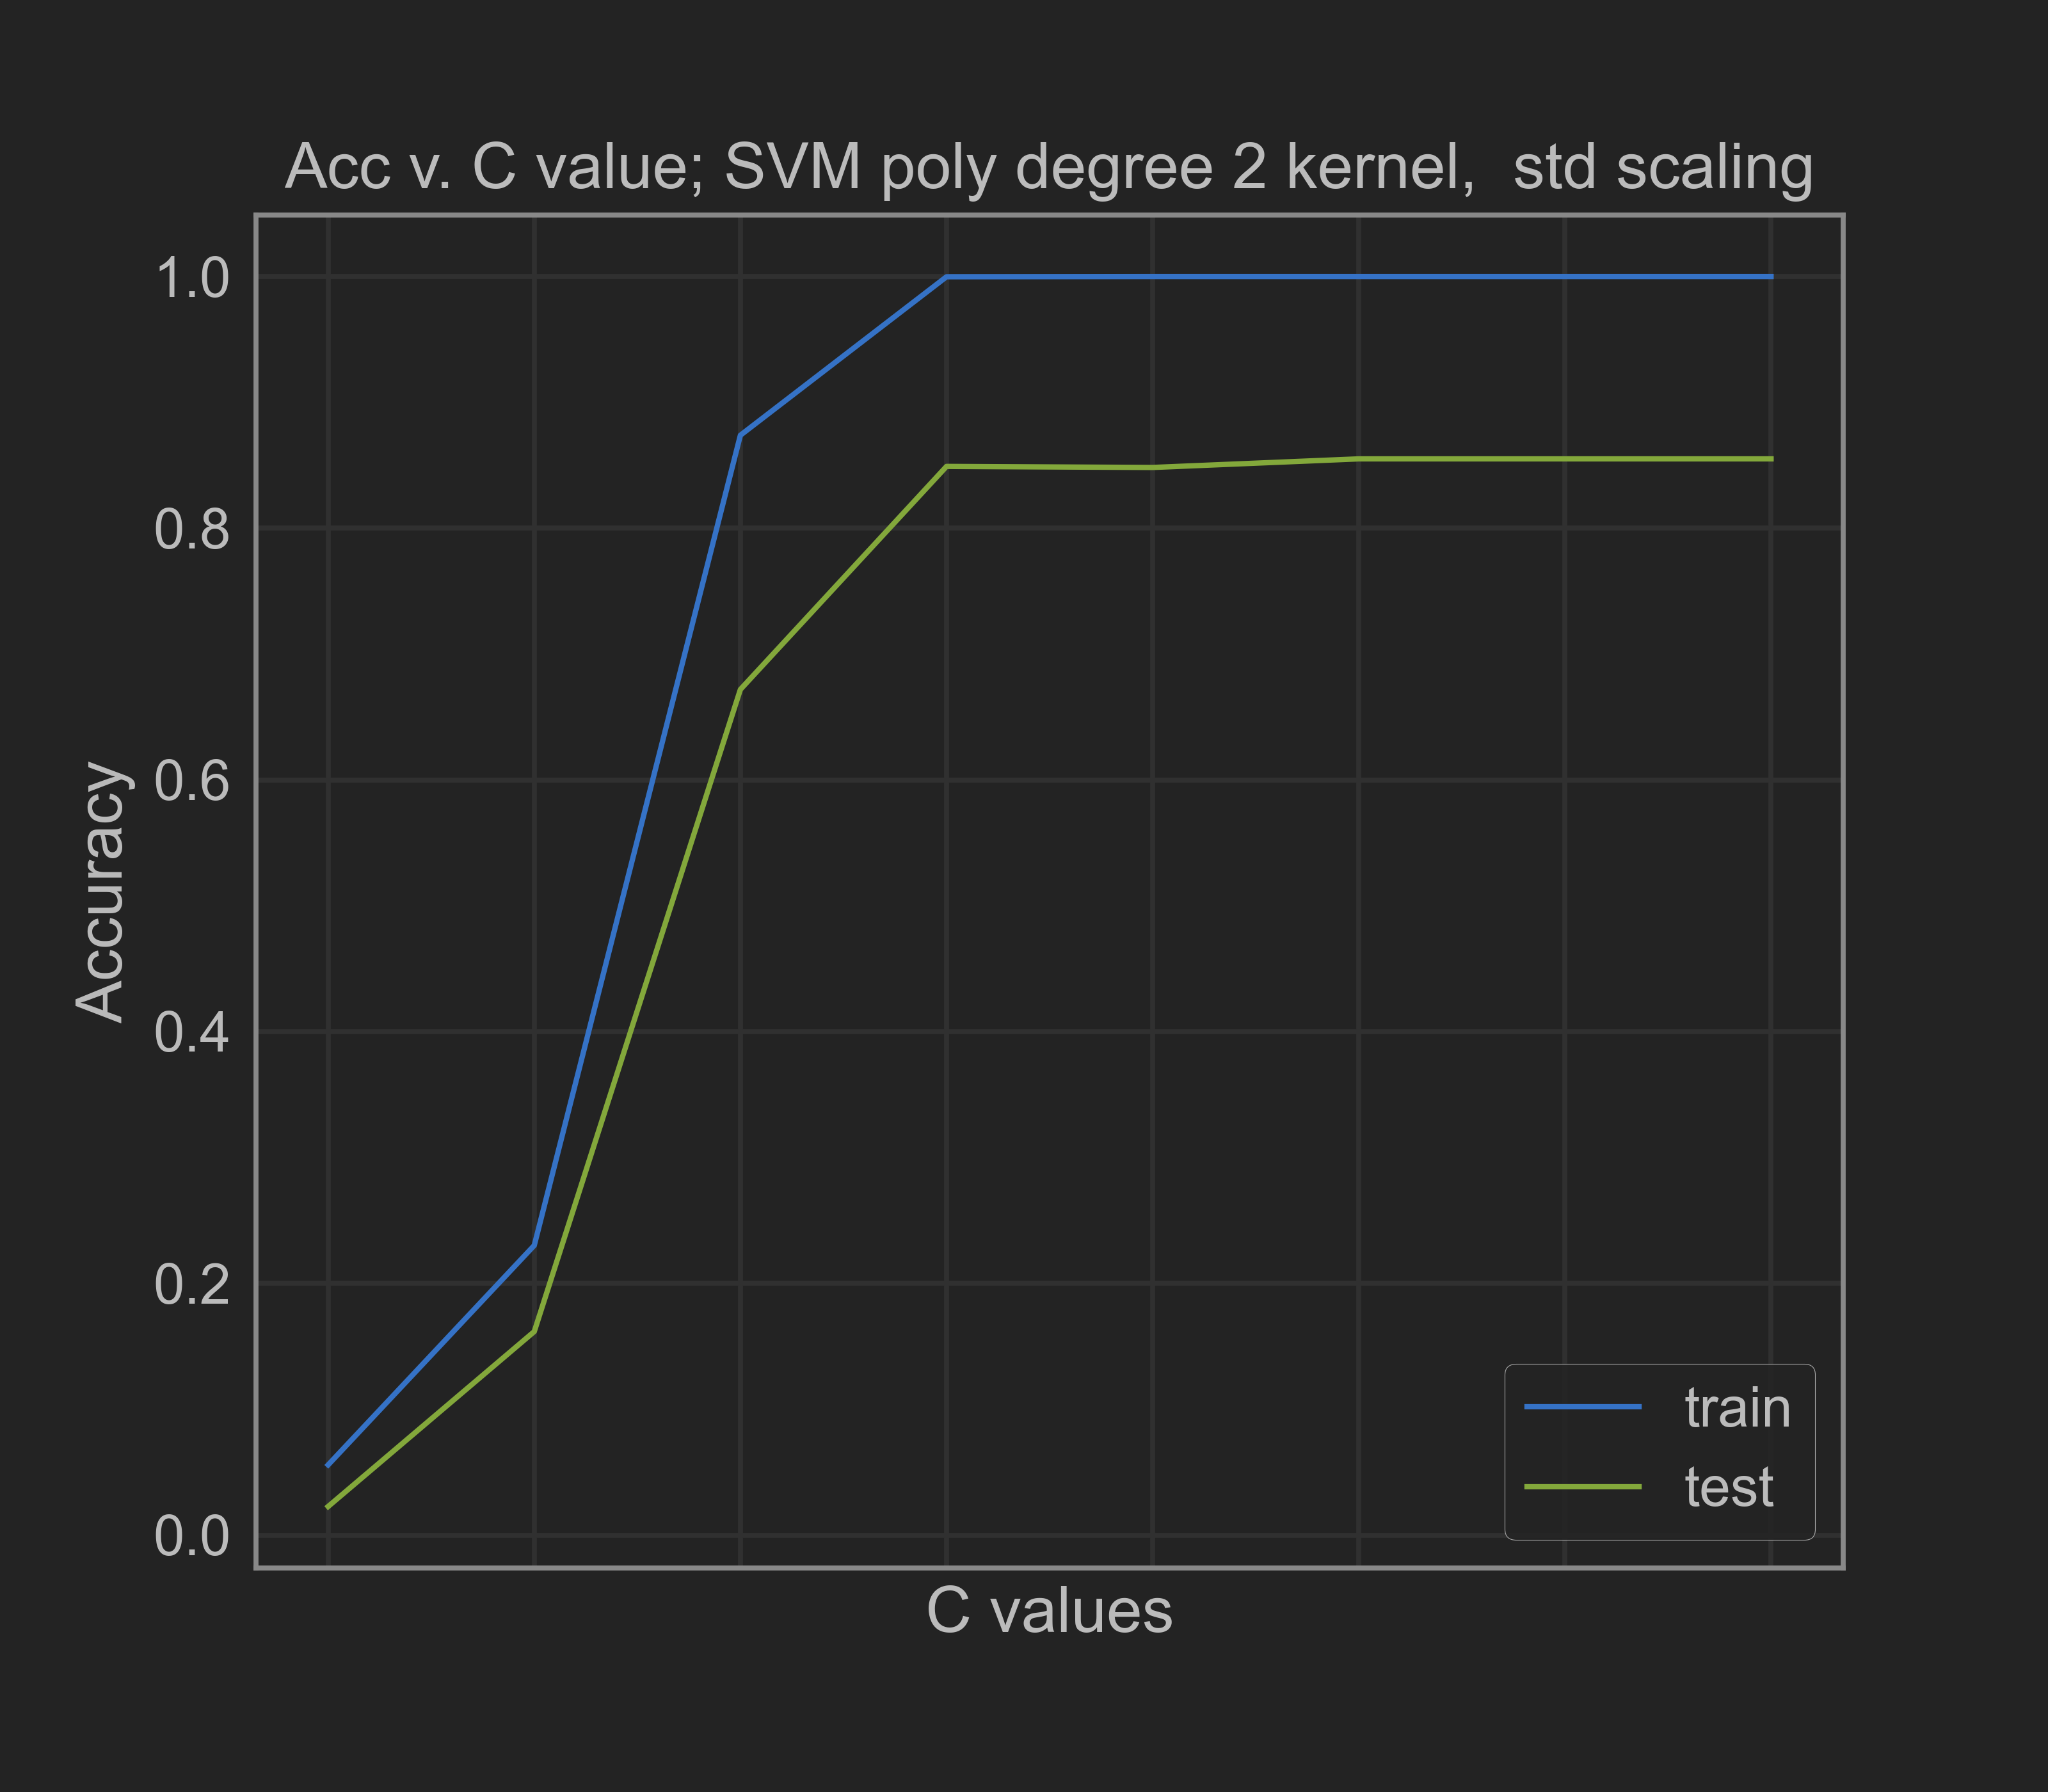 Acc v. C value; SVM poly degree 2 kernel,  std scaling
1.0
0.8
0.6
0.4
0.2
0.0
Accuracy
train
test
C values